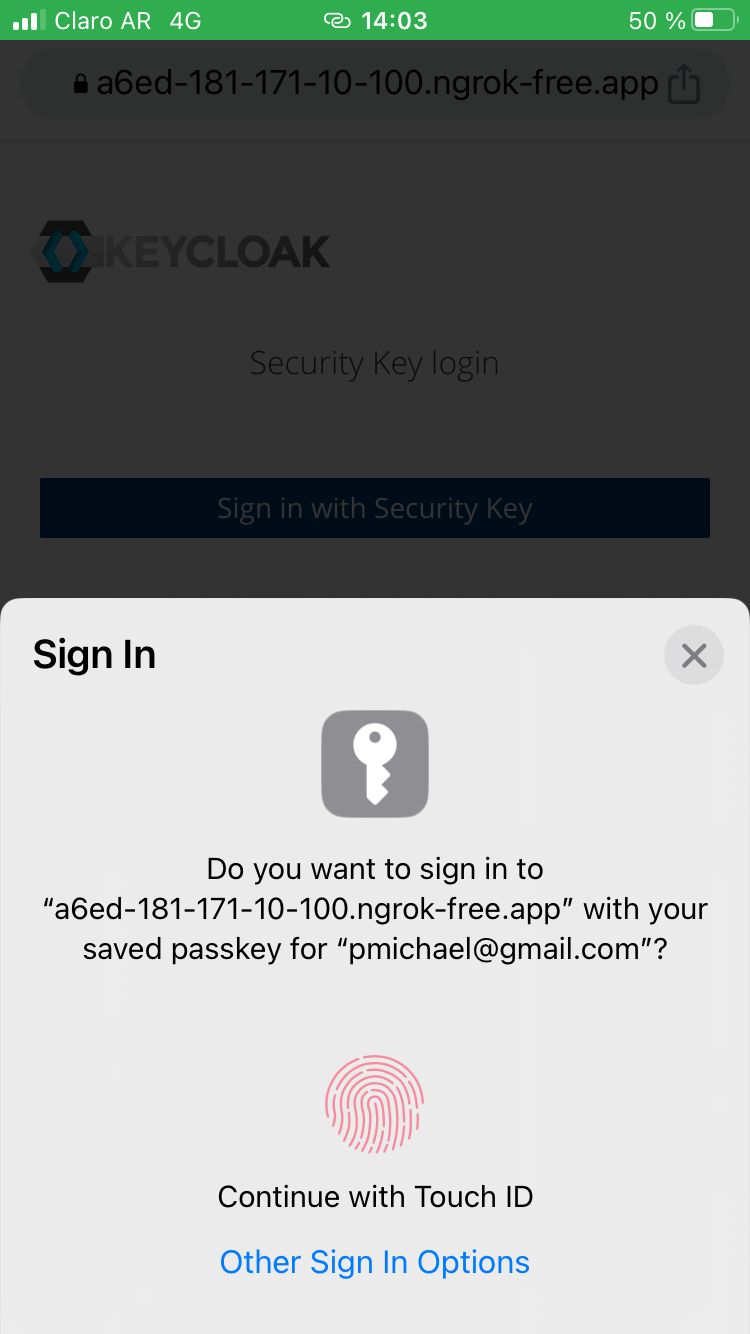 Claro AR 4G 14:03 50 %
a6ed-181-171-10-100.ngrok-free.app
KEYCLOAK
Security Key login
Sign in with Security Key
Sign In
Do you want to sign in to
“a6ed-181-171-10-100.ngrok-free.app” with your
saved passkey for “pmichael@gmail.com”?
Continue with Touch ID
Other Sign In Options